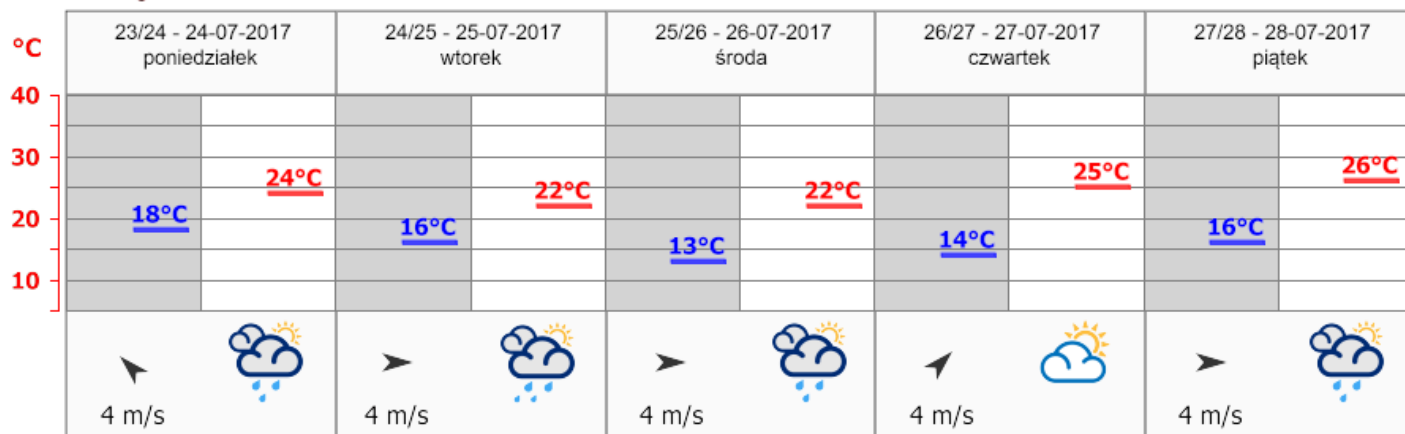 °C
23/24 - 24-07-2017
poniedziałek
24/25 - 25-07-2017
wtorek
25/26 - 26-07-2017
środa
26/27 - 27-07-2017
czwartek
27/28 - 28-07-2017
piątek
40
30
20
10
18°C
24°C
16°C
22°C
13°C
22°C
14°C
25°C
16°C
26°C
4 m/s
4 m/s
4 m/s
4 m/s
4 m/s